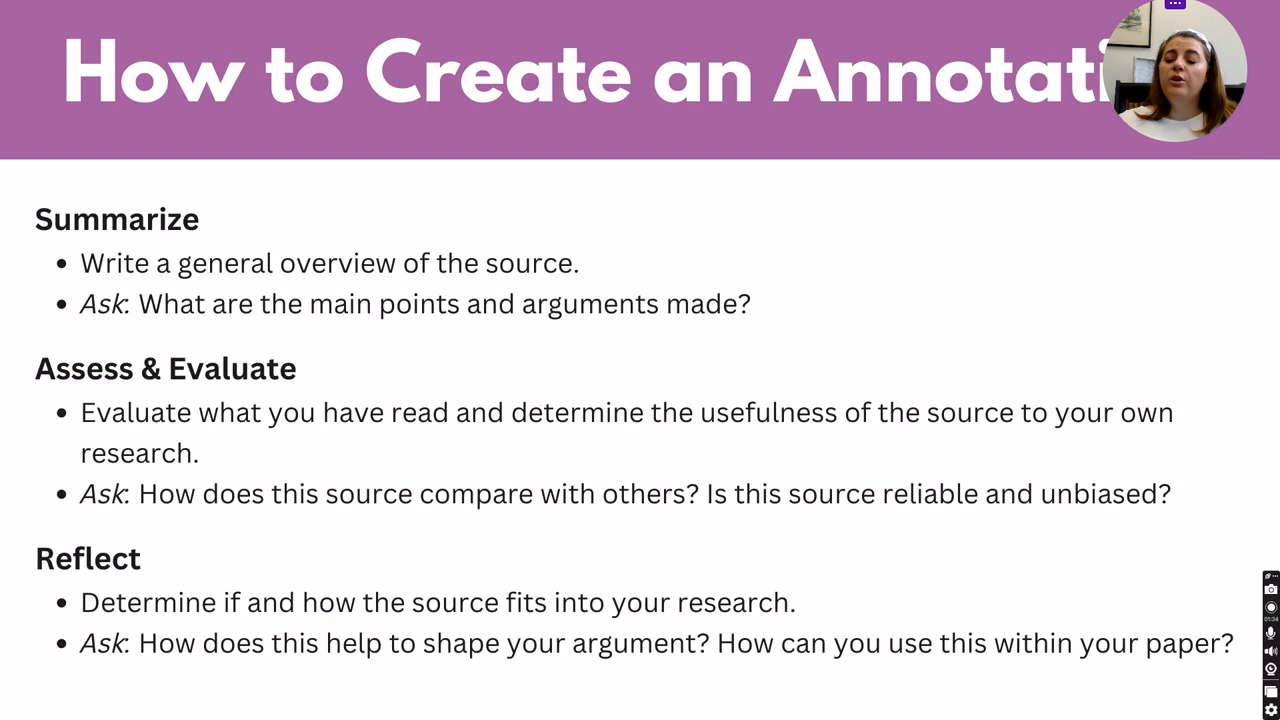 How to Create an Annotati
Summarize
• Write a general overview of the source.
• Ask: What are the main points and arguments made?
Assess & Evaluate
• Evaluate what you have read and determine the usefulness of the source to your own
research.
• Ask: How does this source compare with others? Is this source reliable and unbiased?
Reflect
• Determine if and how the source fits into your research.
• Ask: How does this help to shape your argument? How can you use this within your paper?
01:34